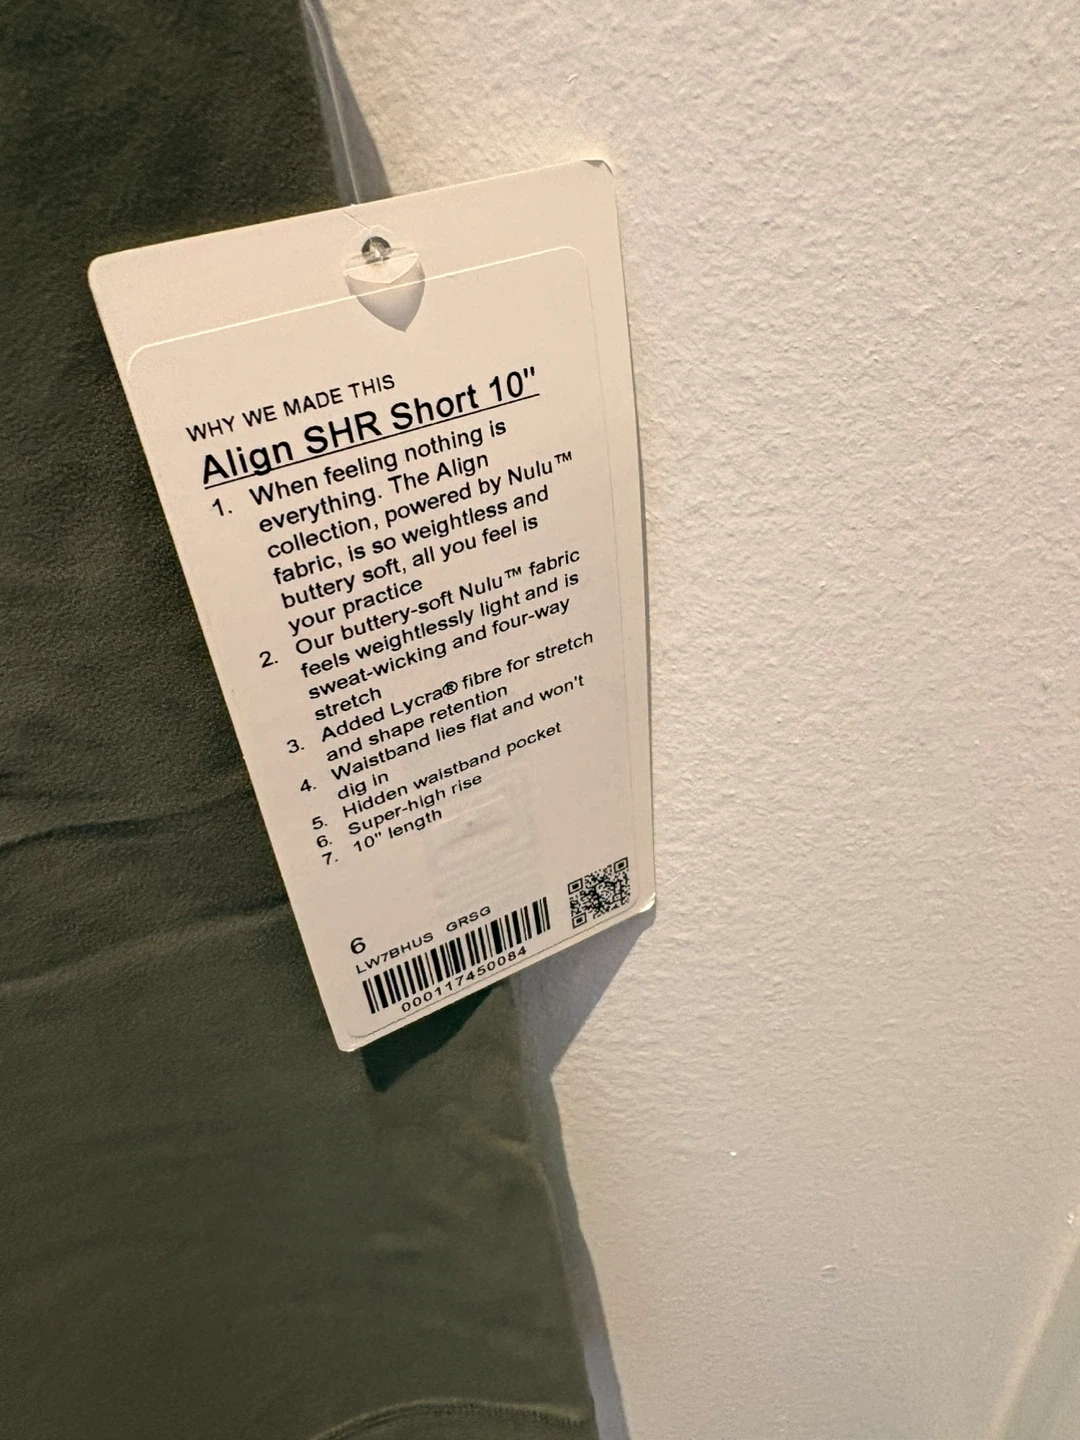 WHY WE MADE THIS
Align SHR Short 10"
1. When feeling nothing is
everything. The Align
collection, powered by Nulu™
fabric, is so weightless and
buttery soft, all you feel is
your practice
2. Our buttery-soft Nulu™ fabric
feels weightlessly light and is
sweat-wicking and four-way
stretch
3. Added Lycra® fibre for stretch
and shape retention
4. Waistband lies flat and won't
dig in
5. Hidden waistband pocket
6. Super-high rise
7. 10" length
6
LW7BHUS GRSG
000117450084